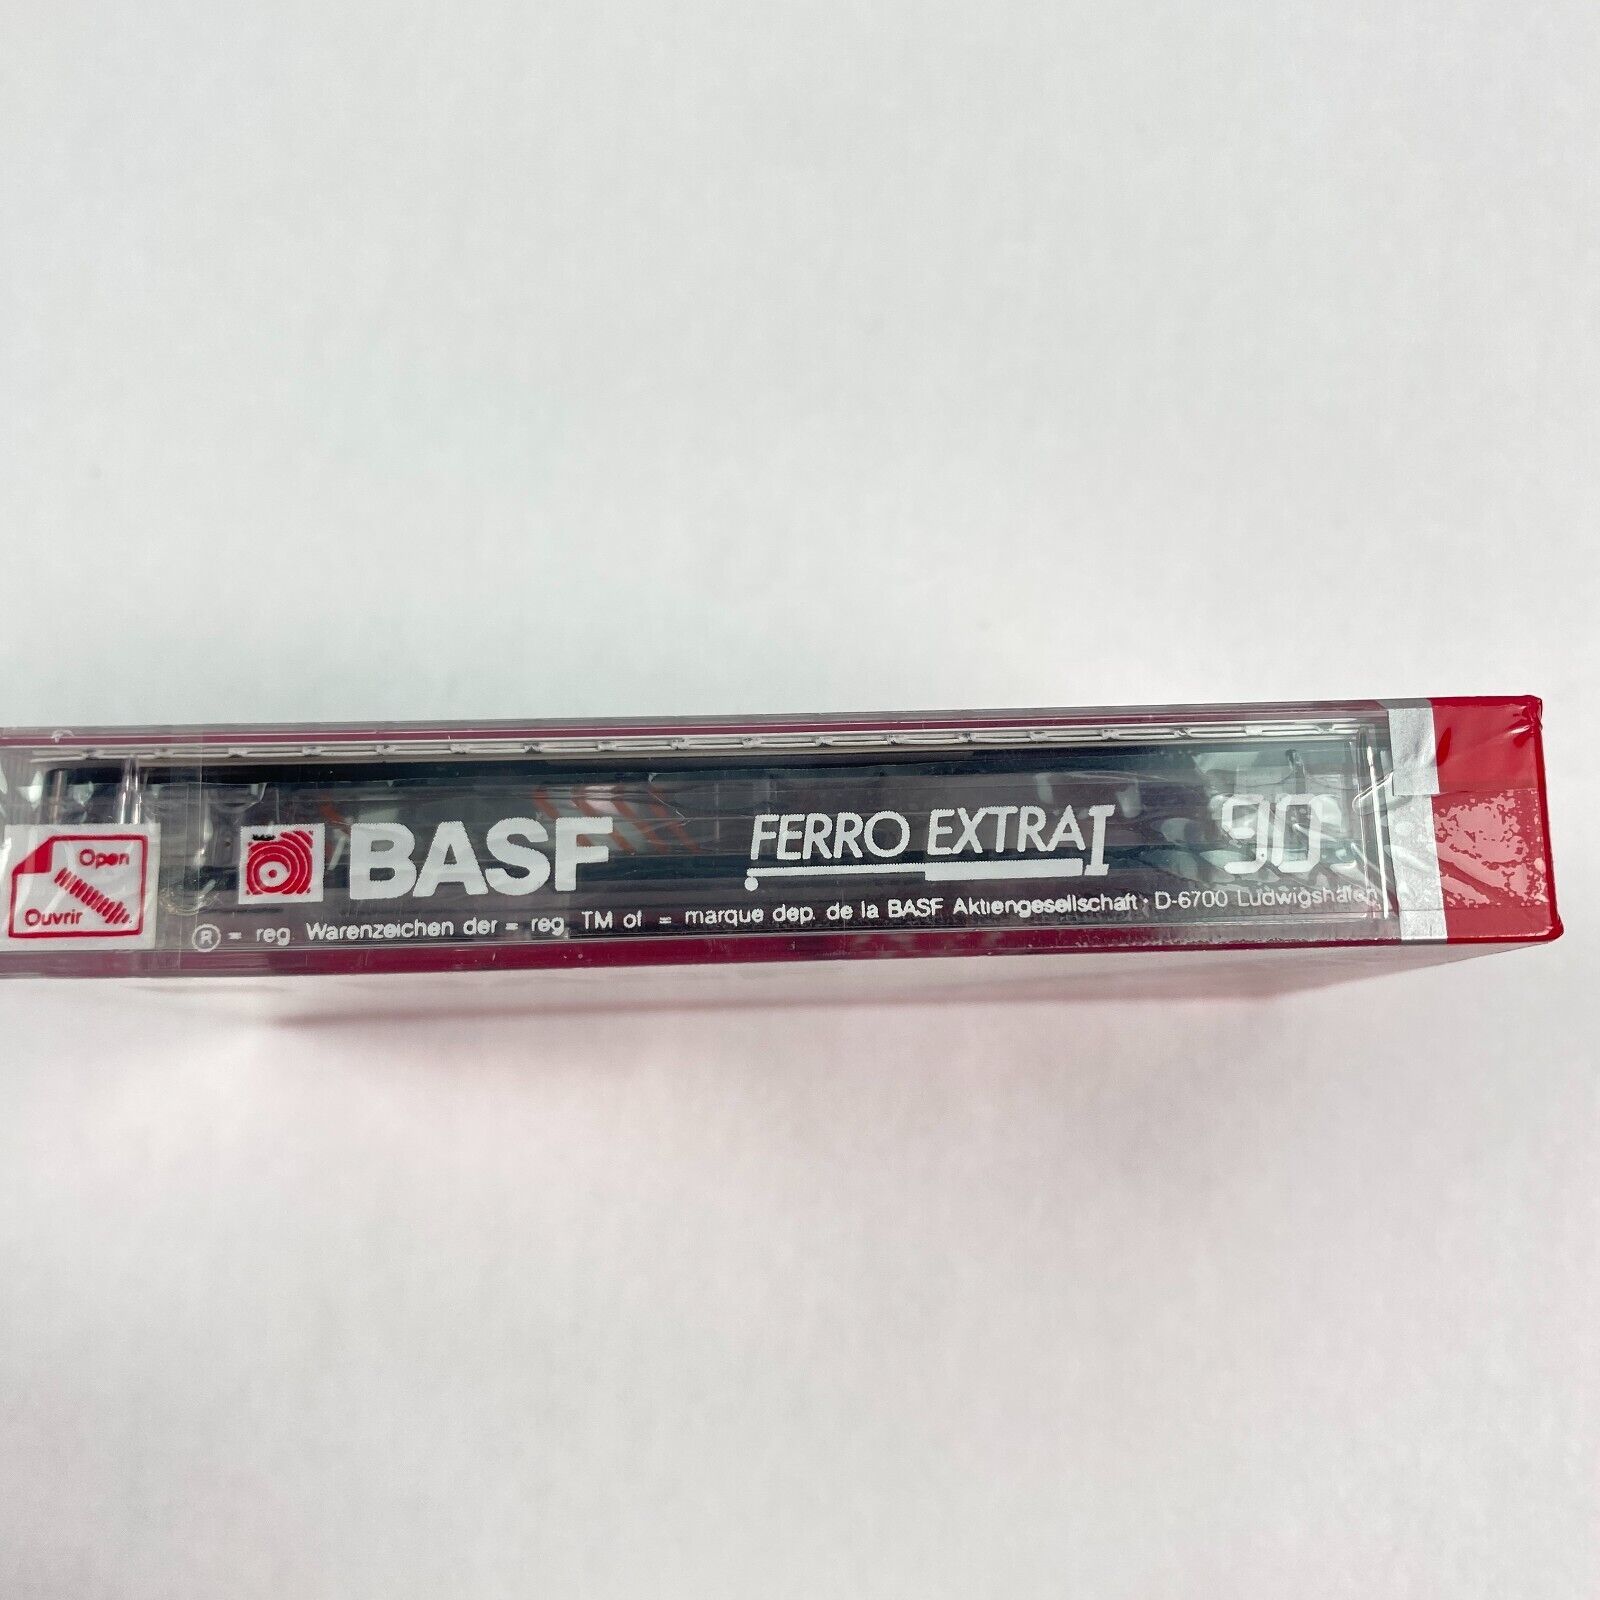 Open
Ouvrir
BASF
FERRO EXTRA I
90
® = reg. Warenzeichen der = reg. TM of = marque dep. de la BASF Aktiengesellschaft · D-6700 Ludwigshafen